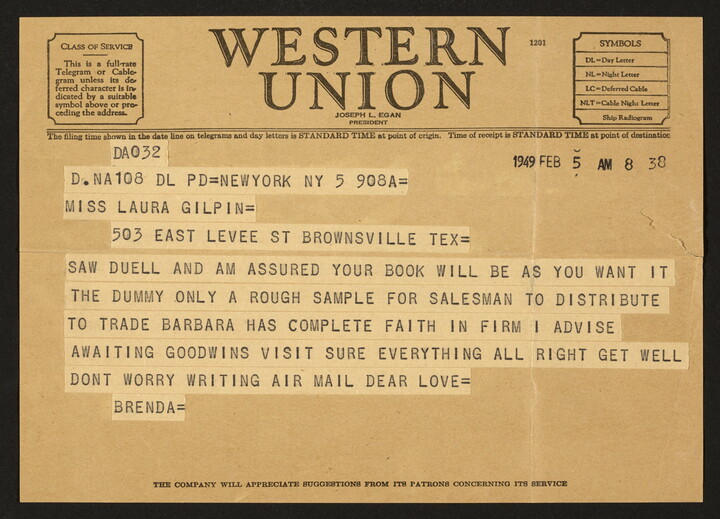 CLASS OF SERVICE
This is a full-rate
Telegram or Cable-
gram unless its de-
ferred character is in-
dicated by a suitable
symbol above or pre-
ceding the address.
WESTERN
UNION
JOSEPH L. EGAN
PRESIDENT
1201
SYMBOLS
DL=Day Letter
NL=Night Letter
LC=Deferred Cable
NLT=Cable Night Letter
Ship Radiogram
The filing time shown in the date line on telegrams and day letters is STANDARD TIME at point of origin. Time of receipt is STANDARD TIME at point of destination
DA032
1949 FEB 5 AM 8 38
D.NA108 DL PD=NEWYORK NY 5 908A=
MISS LAURA GILPIN=
503 EAST LEVEE ST BROWNSVILLE TEX=
SAW DUELL AND AM ASSURED YOUR BOOK WILL BE AS YOU WANT IT
THE DUMMY ONLY A ROUGH SAMPLE FOR SALESMAN TO DISTRIBUTE
TO TRADE BARBARA HAS COMPLETE FAITH IN FIRM I ADVISE
AWAITING GOODWINS VISIT SURE EVERYTHING ALL RIGHT GET WELL
DONT WORRY WRITING AIR MAIL DEAR LOVE=
BRENDA=
THE COMPANY WILL APPRECIATE SUGGESTIONS FROM ITS PATRONS CONCERNING ITS SERVICE